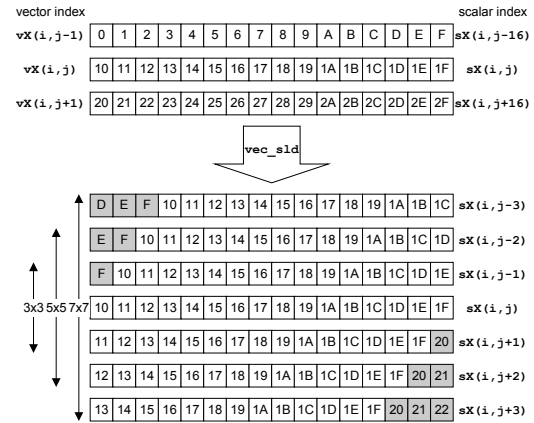 vector index scalar index
vX(i,j-1) 0 1 2 3 4 5 6 7 8 9 A B C D E F sX(i,j-16)
vX(i,j) 10 11 12 13 14 15 16 17 18 19 1A 1B 1C 1D 1E 1F sX(i,j)
vX(i,j+1) 20 21 22 23 24 25 26 27 28 29 2A 2B 2C 2D 2E 2F sX(i,j+16)
vec_sld
D E F 10 11 12 13 14 15 16 17 18 19 1A 1B 1C sX(i,j-3)
E F 10 11 12 13 14 15 16 17 18 19 1A 1B 1C 1D sX(i,j-2)
F 10 11 12 13 14 15 16 17 18 19 1A 1B 1C 1D 1E sX(i,j-1)
3x3 5x5 7x7 10 11 12 13 14 15 16 17 18 19 1A 1B 1C 1D 1E 1F sX(i,j)
11 12 13 14 15 16 17 18 19 1A 1B 1C 1D 1E 1F 20 sX(i,j+1)
12 13 14 15 16 17 18 19 1A 1B 1C 1D 1E 1F 20 21 sX(i,j+2)
13 14 15 16 17 18 19 1A 1B 1C 1D 1E 1F 20 21 22 sX(i,j+3)